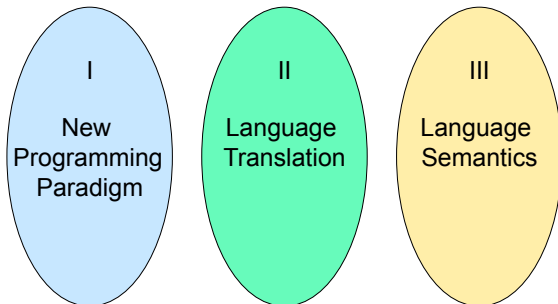 I
New
Programming
Paradigm
II
Language
Translation
III
Language
Semantics